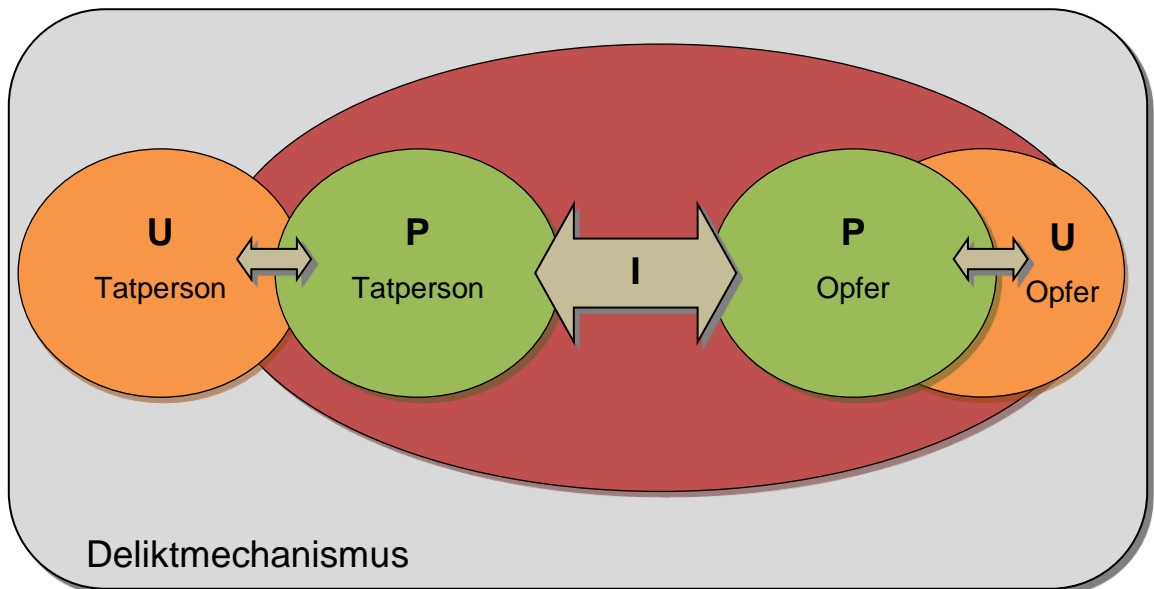 U
Tatperson
P
Tatperson
I
P
Opfer
U
Opfer
Deliktmechanismus